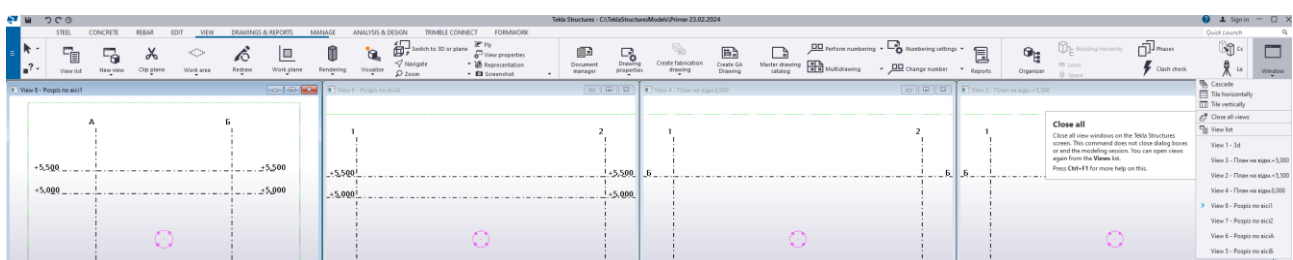 Tekla Structures - C:\TeklaStructuresModels\Primer 23.02.2024
Sign in
STEEL CONCRETE REBAR EDIT VIEW DRAWINGS & REPORTS MANAGE ANALYSIS & DESIGN TRIMBLE CONNECT FORMWORK
Quick Launch
View list
New view
Clip plane
Work area
Redraw
Work plane
Rendering
Visualize
Switch to 3D or plane
Navigate
Zoom
Fly
View properties
Representation
Screenshot
Document manager
Drawing properties
Create fabrication drawing
Create GA Drawing
Master drawing catalog
Perform numbering
Multidrawing
Numbering settings
Change number
Reports
Organizer
Building hierarchy
Level
Space
Phases
Clash check
Cc
Window
View 8 - Розріз по вісі1
А Б
+5,500 +5,500
+5,000 +5,000
View 6 - Розріз по вісіА
1 2
+5,500 +5,500
+5,000 +5,000
View 4 - План на відм.0,000
1 2
Б Б
View 2 - План на відм.+5,500
1
Б
Close all
Close all view windows on the Tekla Structures
screen. This command does not close dialog boxes
or end the modeling session. You can open views
again from the Views list.
Press Ctrl+F1 for more help on this.
Cascade
Tile horizontally
Tile vertically
Close all views
View list
View 1 - 3d
View 3 - План на відм.+5,000
View 2 - План на відм.+5,500
View 4 - План на відм.0,000
View 8 - Розріз по вісі1
View 7 - Розріз по вісі2
View 6 - Розріз по вісіА
View 5 - Розріз по вісіБ